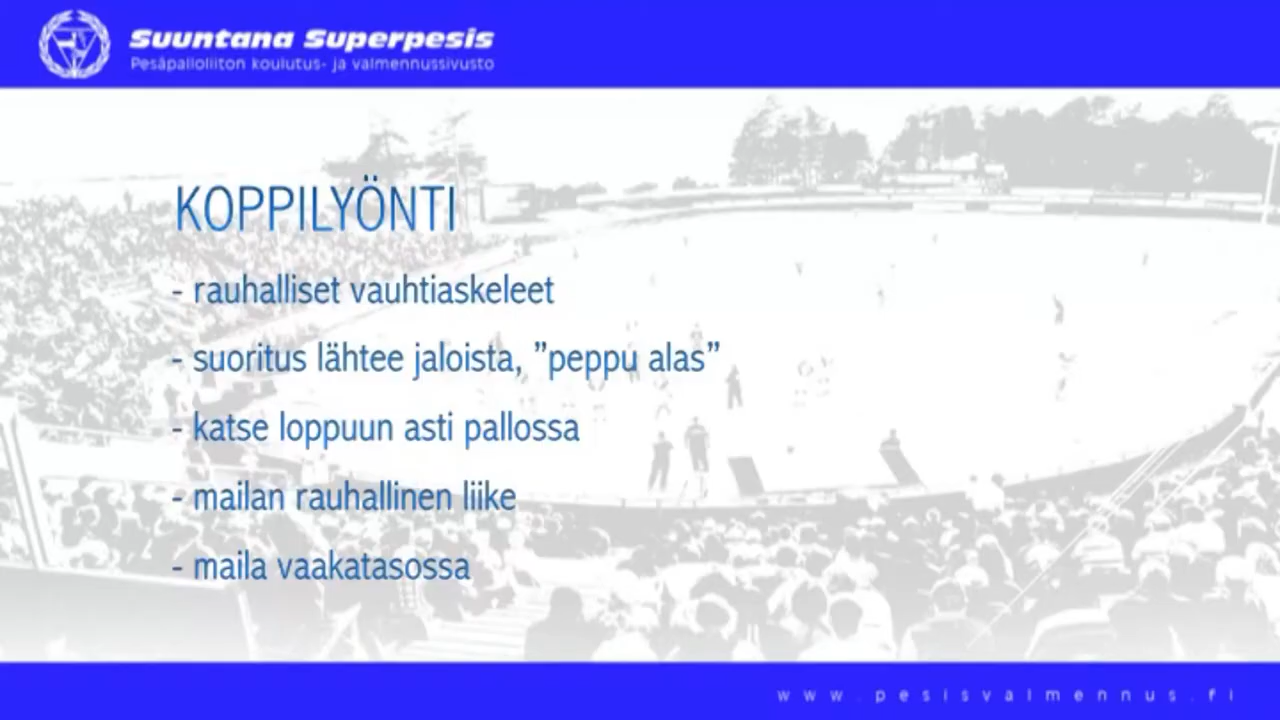 Suuntana Superpesis
Pesäpalloliiton koulutus- ja valmennussivusto
KOPPILYÖNTI
- rauhalliset vauhtiaskeleet
- suoritus lähtee jaloista, ”peppu alas”
- katse loppuun asti pallossa
- mailan rauhallinen liike
- maila vaakatasossa
www.pesisvalmennus.fi